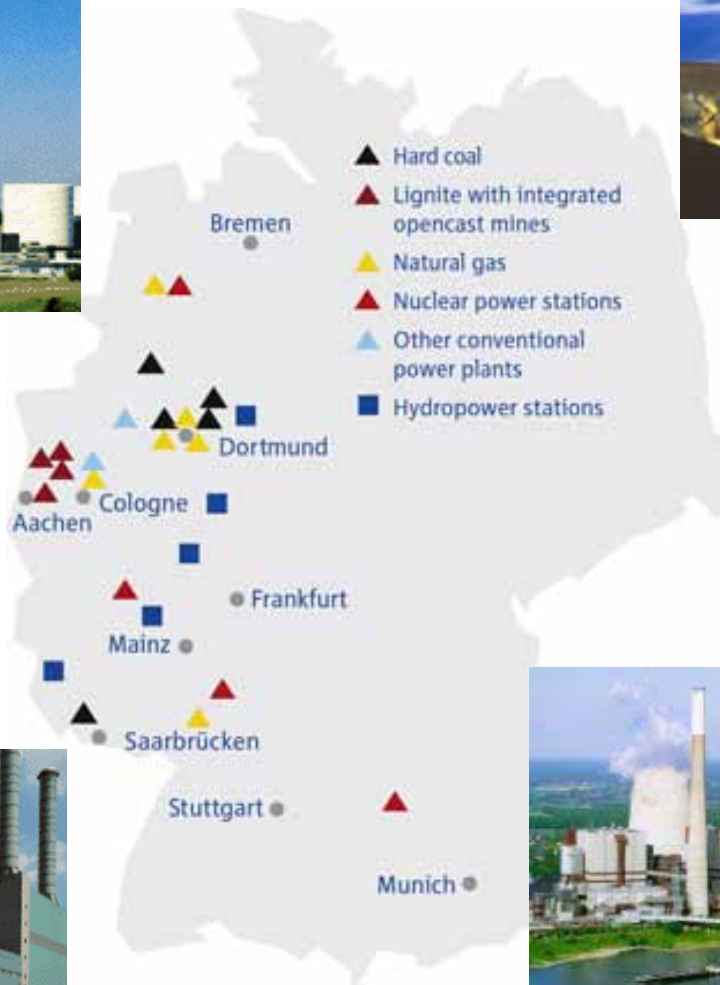 Hard coal
Lignite with integrated
opencast mines
Bremen
Natural gas
Nuclear power stations
Other conventional
power plants
Hydropower stations
Dortmund
Cologne
Aachen
Frankfurt
Mainz
Saarbrücken
Stuttgart
Munich